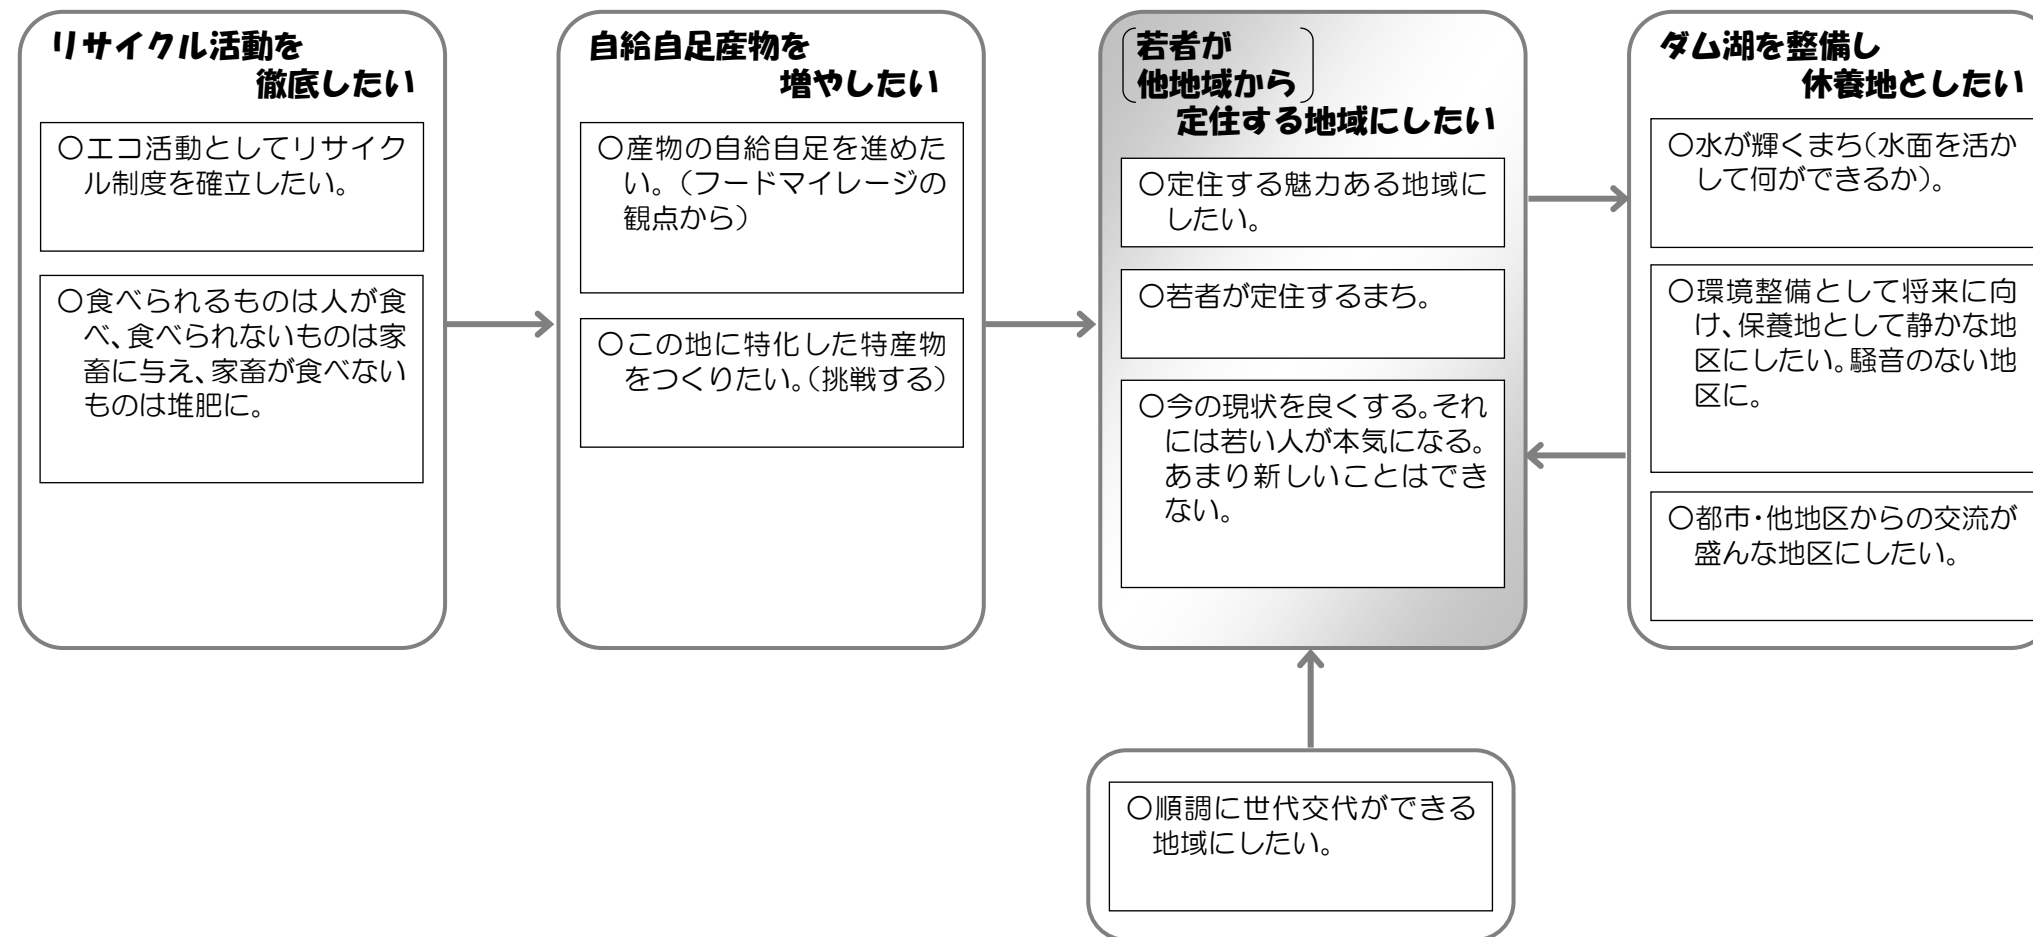 リサイクル活動を
徹底したい
〇エコ活動としてリサイク
ル制度を確立したい。
〇食べられるものは人が食
べ、食べられないものは家
畜に与え、家畜が食べない
ものは堆肥に。
自給自足産物を
増やしたい
〇産物の自給自足を進めた
い。（フードマイレージの
観点から）
〇この地に特化した特産物
をつくりたい。（挑戦する）
若者が
他地域から
定住する地域にしたい
〇定住する魅力ある地域に
したい。
〇若者が定住するまち。
〇今の現状を良くする。それ
には若い人が本気になる。
あまり新しいことはでき
ない。
ダム湖を整備し
休養地としたい
〇水が輝くまち（水面を活か
して何ができるか）。
〇環境整備として将来に向
け、保養地として静かな地
区にしたい。騒音のない地
区に。
〇都市・他地区からの交流が
盛んな地区にしたい。
〇順調に世代交代ができる
地域にしたい。